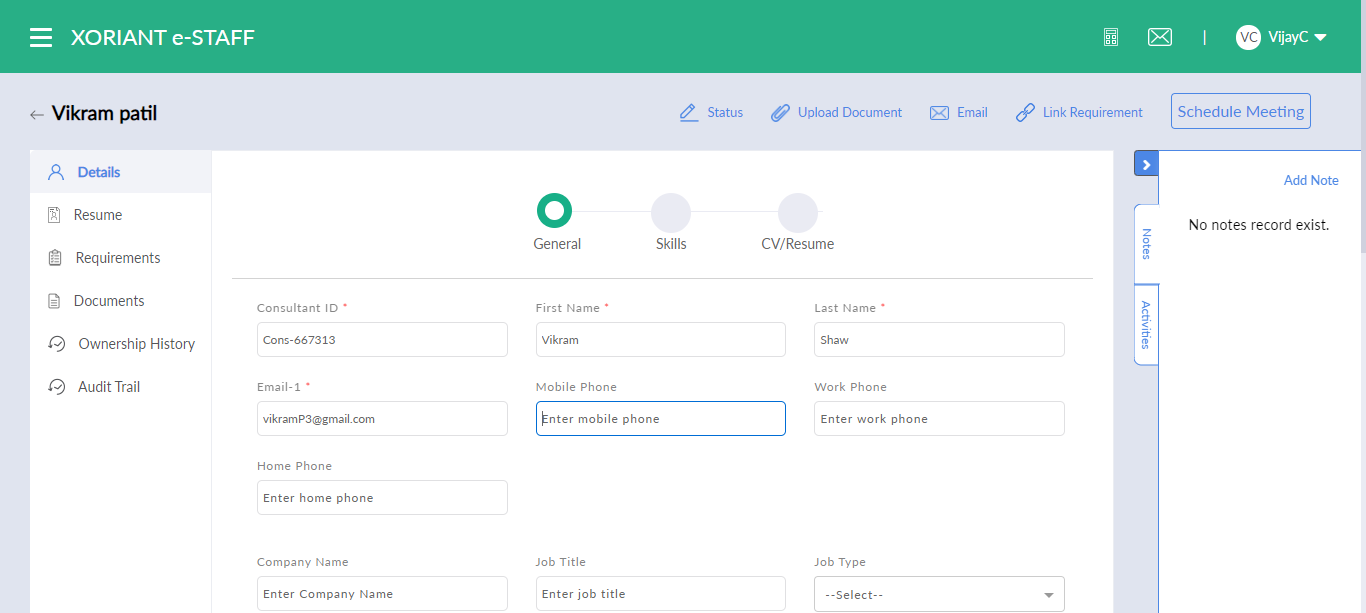 XORIANT e-STAFF
| VC VijayC
Vikram patil
Status Upload Document Email Link Requirement Schedule Meeting
Details
Resume
Requirements
Documents
Ownership History
Audit Trail
General Skills CV/Resume
Consultant ID * First Name * Last Name *
Cons-667313 Vikram Shaw
Email-1 * Mobile Phone Work Phone
vikramP3@gmail.com Enter mobile phone Enter work phone
Home Phone
Enter home phone
Company Name Job Title Job Type
Enter Company Name Enter job title --Select--
Notes
Activities
Add Note
No notes record exist.